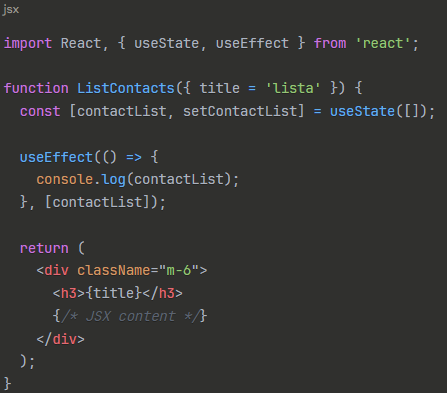 jsx
import React, { useState, useEffect } from 'react';
function ListContacts({ title = 'lista' }) {
  const [contactList, setContactList] = useState([]);
  useEffect(() => {
    console.log(contactList);
  }, [contactList]);
  return (
    <div className="m-6">
      <h3>{title}</h3>
      {/* JSX content */}
    </div>
  );
}